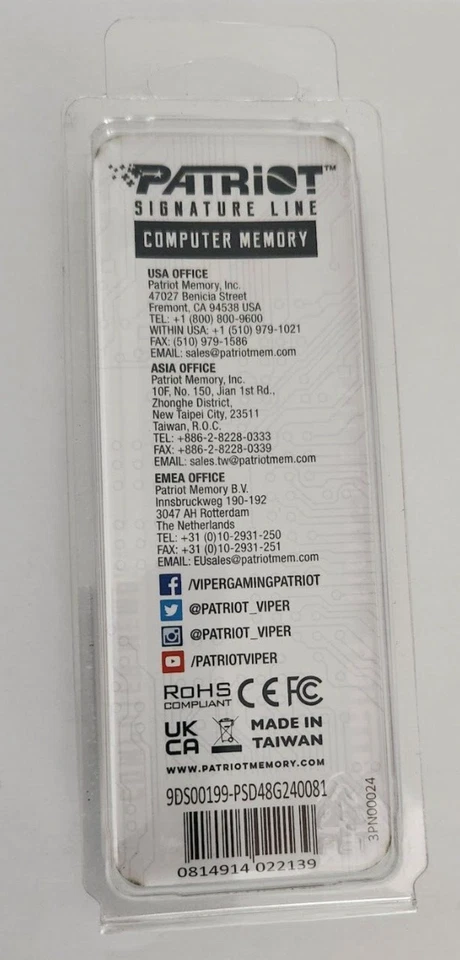 PATRIOT™
SIGNATURE LINE
COMPUTER MEMORY
USA OFFICE
Patriot Memory, Inc.
47027 Benicia Street
Fremont, CA 94538 USA
TEL: +1 (800) 800-9600
WITHIN USA: +1 (510) 979-1021
FAX: (510) 979-1586
EMAIL: sales@patriotmem.com
ASIA OFFICE
Patriot Memory, Inc.
10F, No. 150, Jian 1st Rd.,
Zhonghe District,
New Taipei City, 23511
Taiwan, R.O.C.
TEL: +886-2-8228-0333
FAX: +886-2-8228-0339
EMAIL: sales.tw@patriotmem.com
EMEA OFFICE
Patriot Memory B.V.
Innsbruckweg 190-192
3047 AH Rotterdam
The Netherlands
TEL: +31 (0)10-2931-250
FAX: +31 (0)10-2931-251
EMAIL: EUsales@patriotmem.com
/VIPERGAMINGPATRIOT
@PATRIOT_VIPER
@PATRIOT_VIPER
/PATRIOTVIPER
RoHS
COMPLIANT
CE FC
UK
CA
MADE IN
TAIWAN
WWW.PATRIOTMEMORY.COM
9DS00199-PSD48G240081
0814914 022139
3PN00024